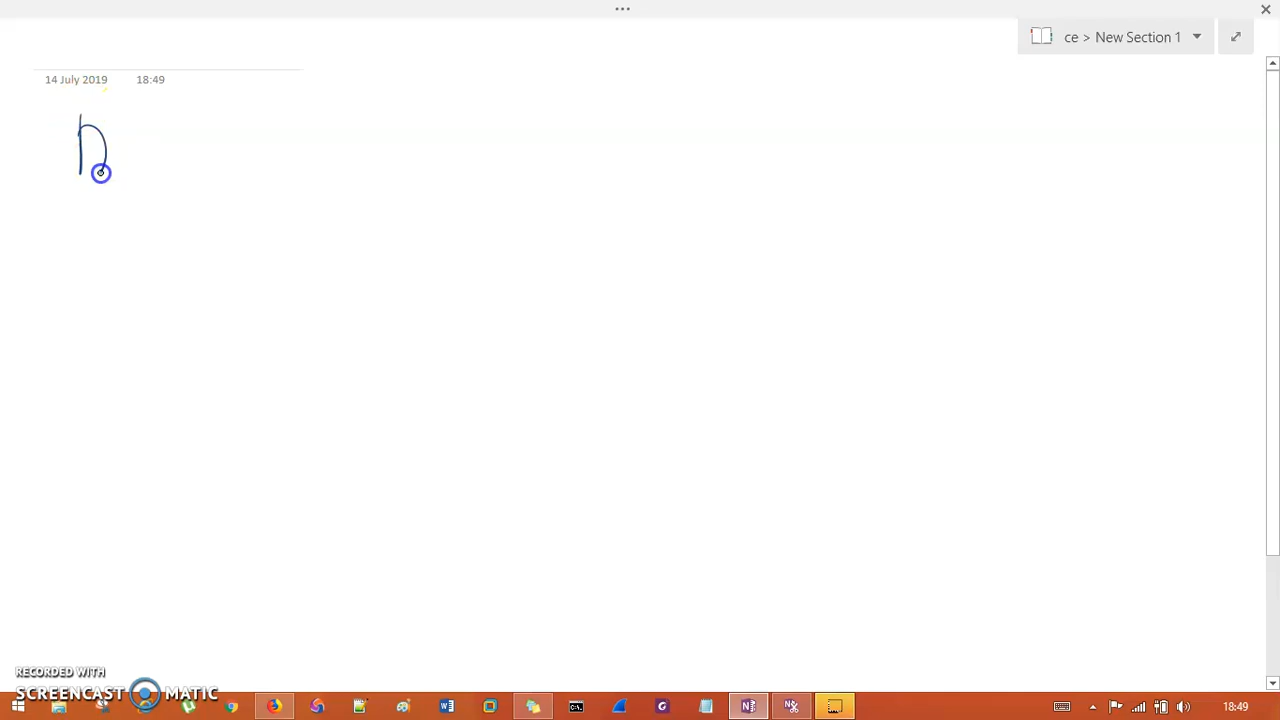 ce > New Section 1
14 July 2019 18:49
RECORDED WITH
SCREENCAST MATIC
18:49